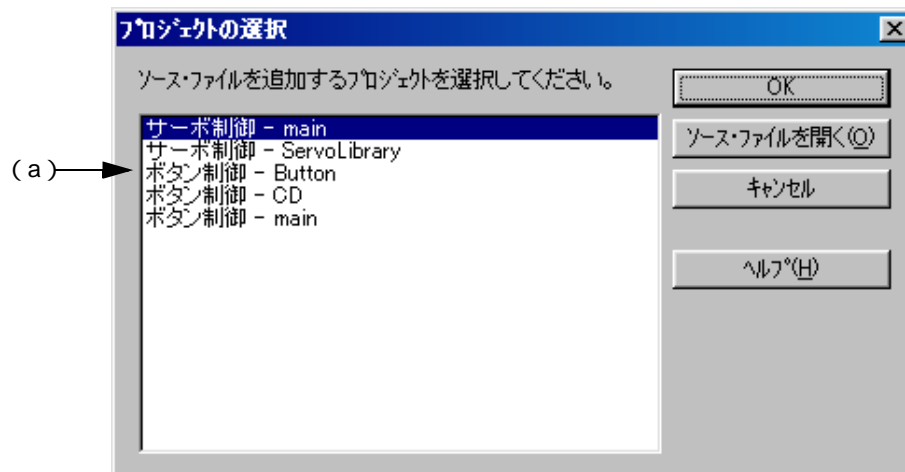 プロジェクトの選択
ソース・ファイルを追加するプロジェクトを選択してください。
OK
サーボ制御 - main
ソース・ファイルを開く(O)
サーボ制御 - ServoLibrary
(a)
ボタン制御 - Button
キャンセル
ボタン制御 - CD
ボタン制御 - main
ヘルプ(H)